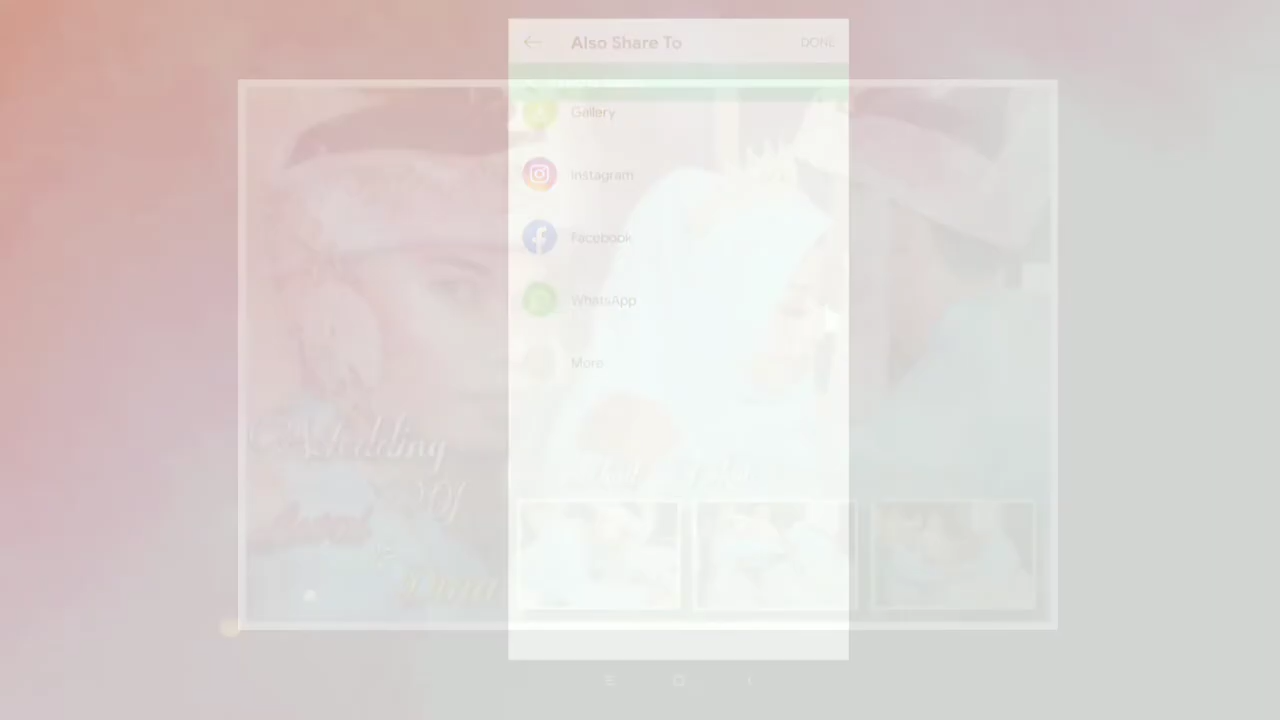 Also Share To
DONE
Gallery
Instagram
Facebook
WhatsApp
More
Wedding
Of